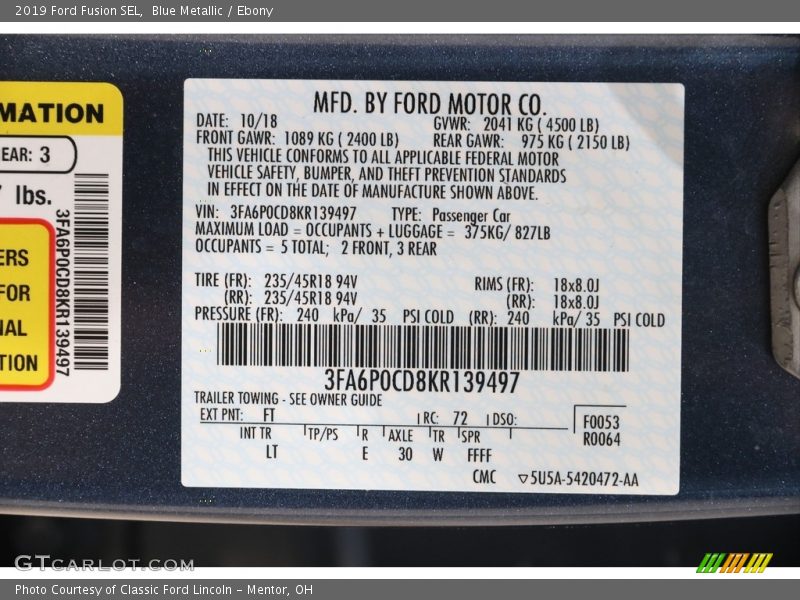 2019 Ford Fusion SEL,  Blue Metallic / Ebony
MATION
EAR: 3
lbs.
ERS
FOR
NAL
TION
3FA6P0CD8KR139497
MFD. BY FORD MOTOR CO.
DATE: 10/18 GVWR: 2041 KG ( 4500 LB)
FRONT GAWR: 1089 KG ( 2400 LB) REAR GAWR: 975 KG ( 2150 LB)
THIS VEHICLE CONFORMS TO ALL APPLICABLE FEDERAL MOTOR
VEHICLE SAFETY, BUMPER, AND THEFT PREVENTION STANDARDS
IN EFFECT ON THE DATE OF MANUFACTURE SHOWN ABOVE.
VIN: 3FA6P0CD8KR139497 TYPE: Passenger Car
MAXIMUM LOAD = OCCUPANTS + LUGGAGE = 375KG/ 827LB
OCCUPANTS = 5 TOTAL; 2 FRONT, 3 REAR
TIRE (FR): 235/45R18 94V RIMS (FR): 18x8.0J
(RR): 235/45R18 94V (RR): 18x8.0J
PRESSURE (FR): 240 kPa/ 35 PSI COLD (RR): 240 kPa/ 35 PSI COLD
3FA6P0CD8KR139497
TRAILER TOWING - SEE OWNER GUIDE
EXT PNT: FT RC: 72 DSO: F0053
INT TR TP/PS R AXLE TR SPR R0064
LT E 30 W FFFF
CMC 5U5A-5420472-AA
GTCARLOT.COM
Photo Courtesy of Classic Ford Lincoln - Mentor, OH